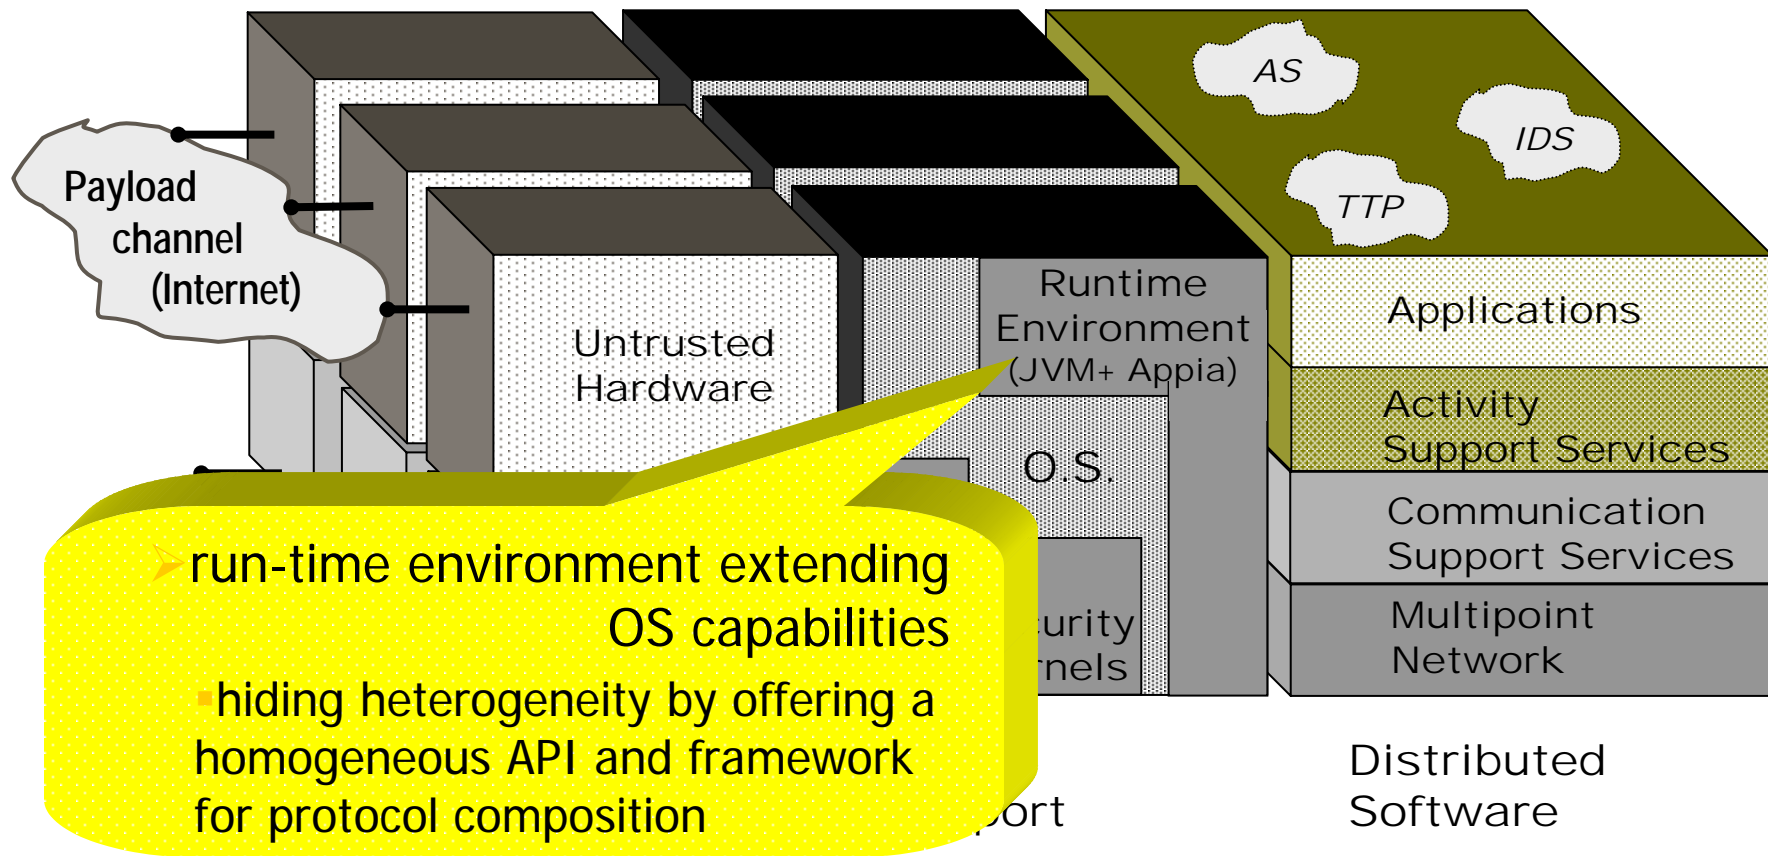 AS
IDS
TTP
Payload
channel
(Internet)
Untrusted
Hardware
Runtime
Environment
(JVM+ Appia)
O.S.
Applications
Activity
Support Services
Communication
Support Services
Multipoint
Network
run-time environment extending
OS capabilities
hiding heterogeneity by offering a
homogeneous API and framework
for protocol composition
Distributed
Software